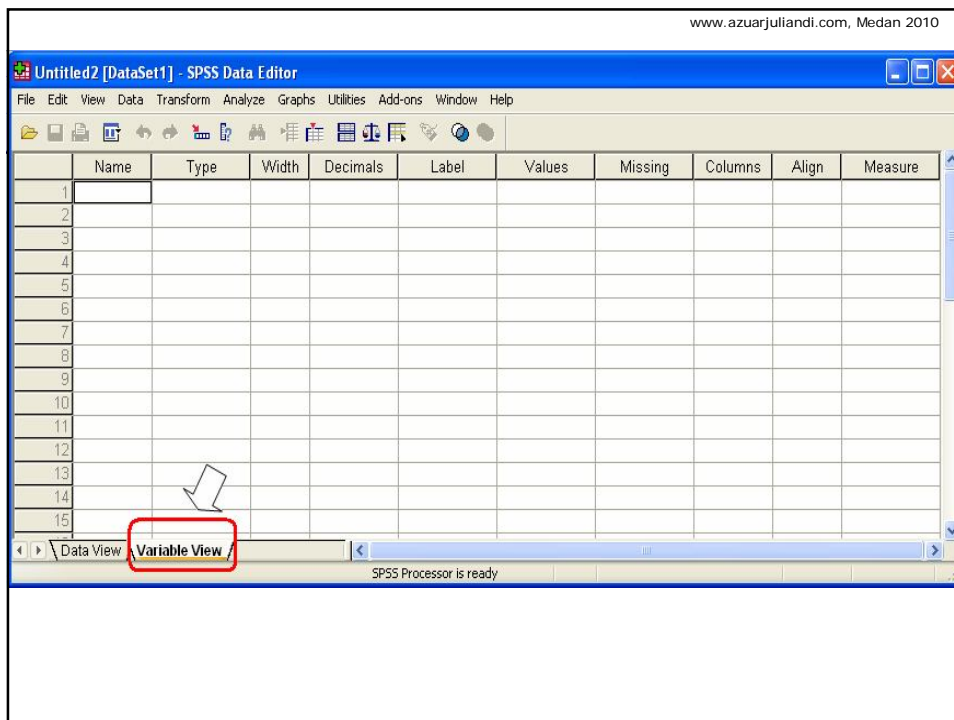 www.azuarjuliandi.com, Medan 2010
Untitled2 [DataSet1] - SPSS Data Editor
File Edit View Data Transform Analyze Graphs Utilities Add-ons Window Help
Name Type Width Decimals Label Values Missing Columns Align Measure
1
2
3
4
5
6
7
8
9
10
11
12
13
14
15
Data View Variable View
SPSS Processor is ready